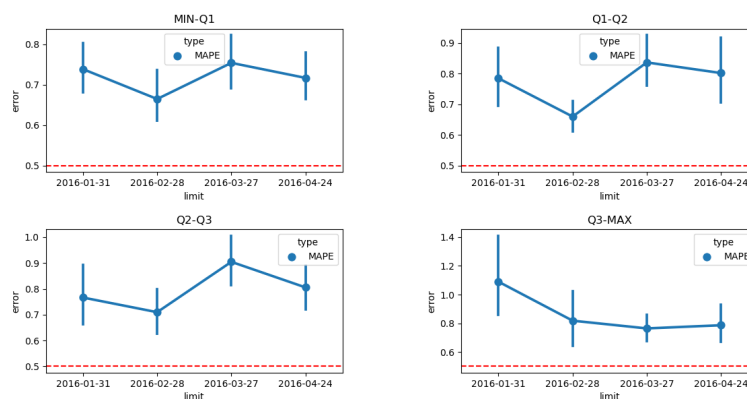 MIN-Q1
type
MAPE
error
0.8
0.7
0.6
0.5
2016-01-31 2016-02-28 2016-03-27 2016-04-24
limit
Q1-Q2
type
MAPE
error
0.9
0.8
0.7
0.6
0.5
2016-01-31 2016-02-28 2016-03-27 2016-04-24
limit
Q2-Q3
type
MAPE
error
1.0
0.9
0.8
0.7
0.6
0.5
2016-01-31 2016-02-28 2016-03-27 2016-04-24
limit
Q3-MAX
type
MAPE
error
1.4
1.2
1.0
0.8
0.6
2016-01-31 2016-02-28 2016-03-27 2016-04-24
limit